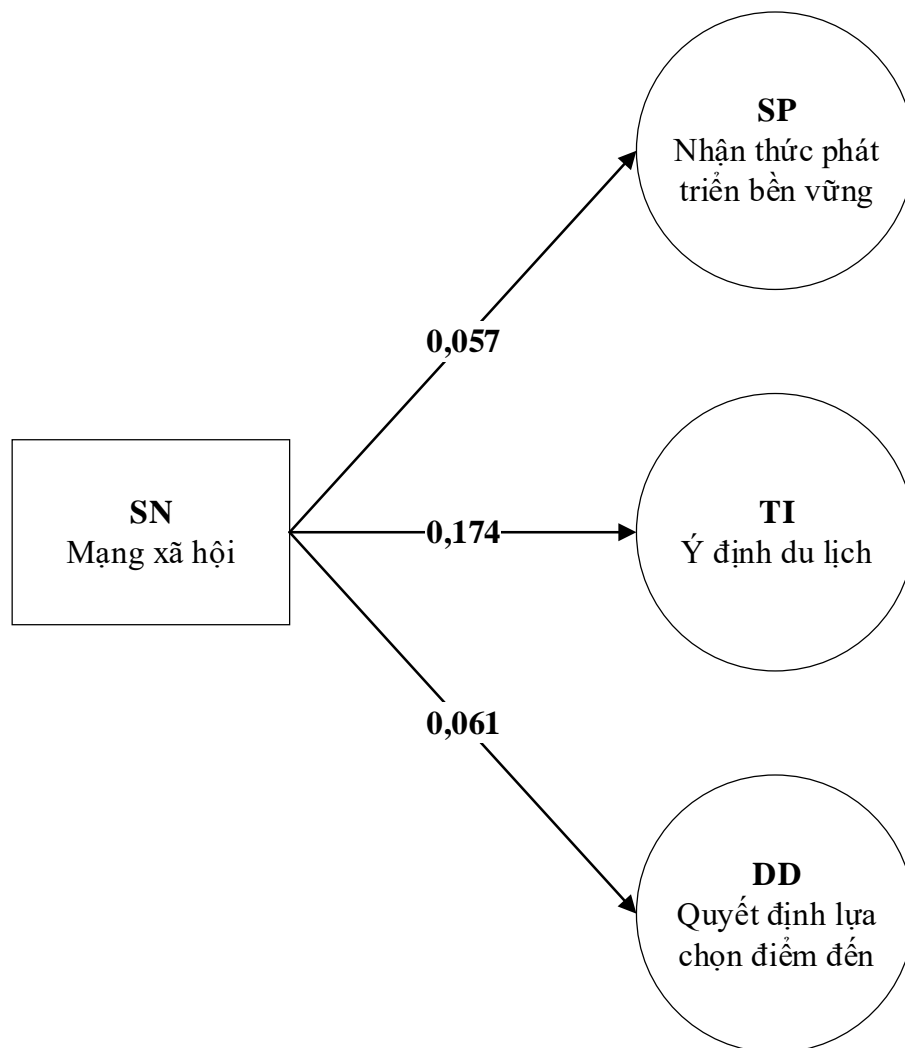 SP
Nhận thức phát
triển bền vững
0,057
SN
Mạng xã hội
0,174
TI
Ý định du lịch
0,061
DD
Quyết định lựa
chọn điểm đến